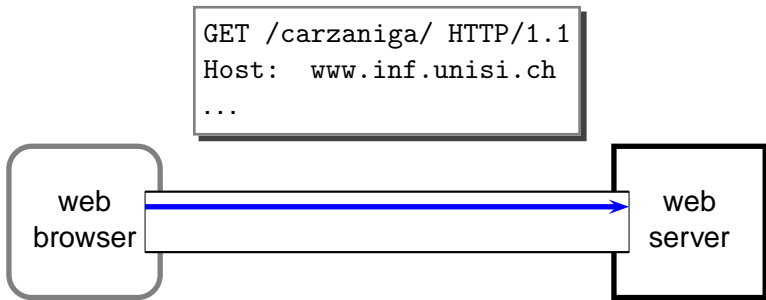 GET /carzaniga/ HTTP/1.1
Host: www.inf.unisi.ch
...
web
browser
web
server